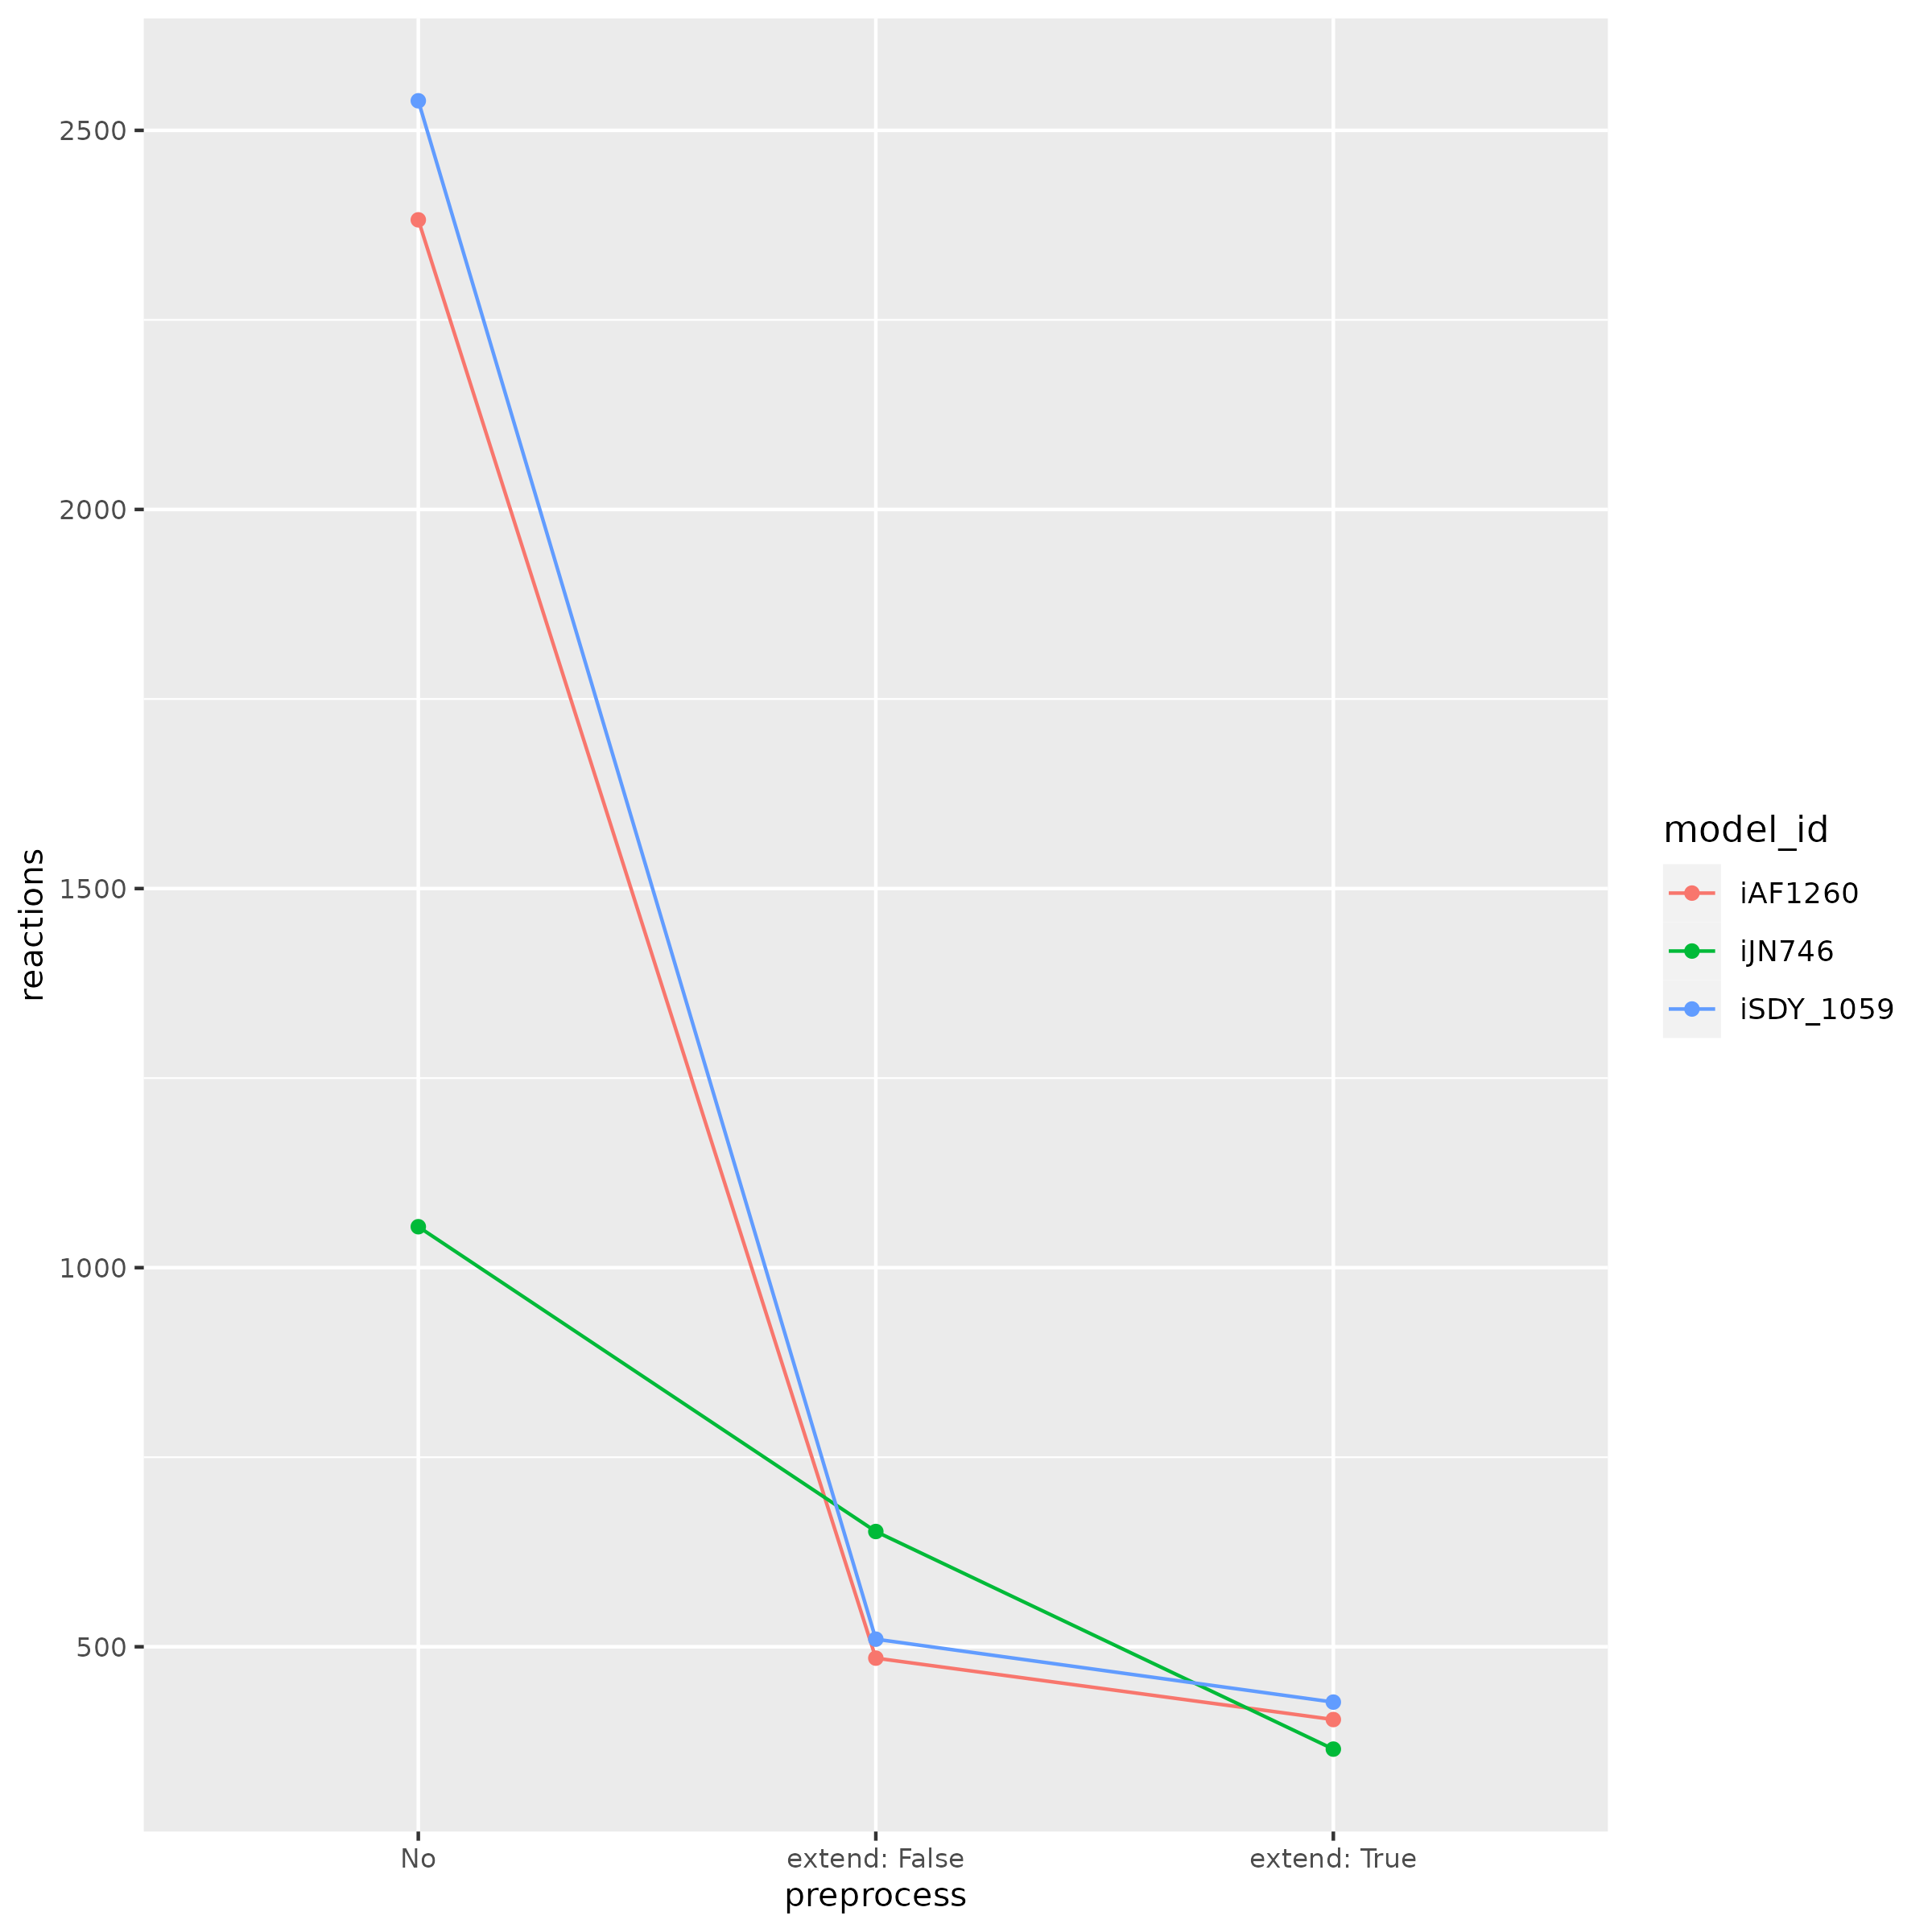 2500
2000
1500
1000
500
reactions
No
extend: False
extend: True
preprocess
model_id
iAF1260
iJN746
iSDY_1059